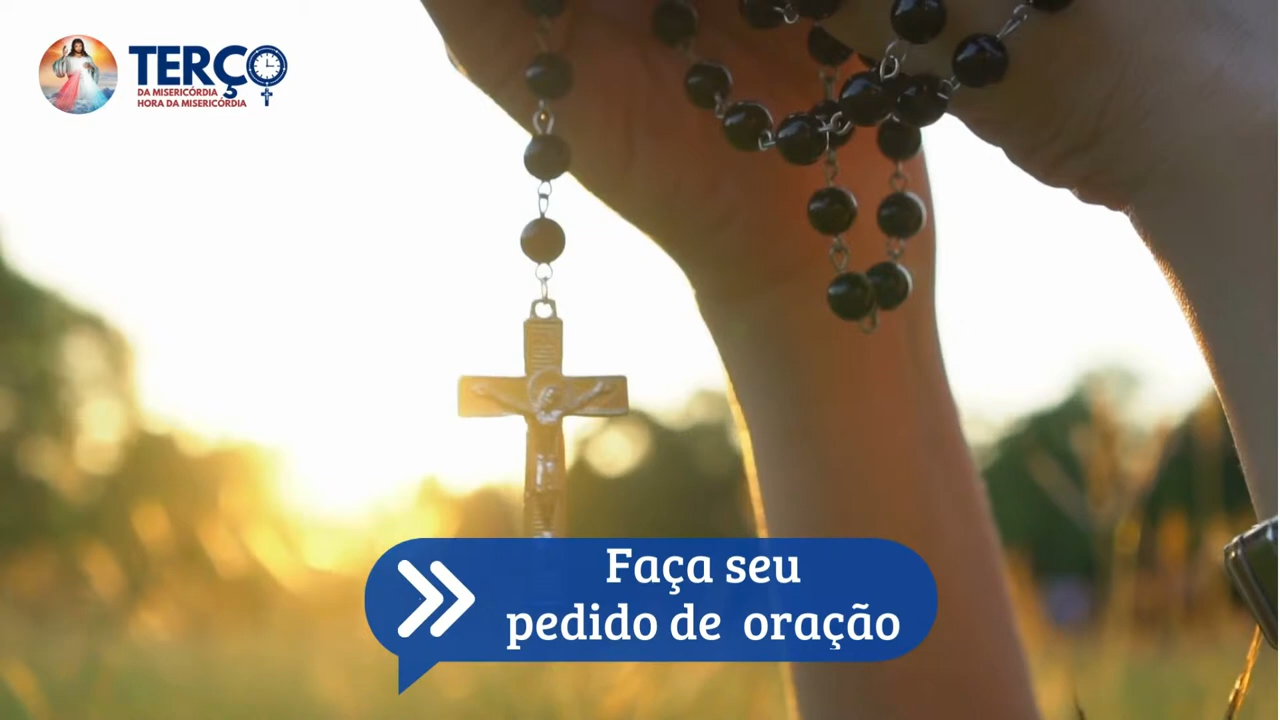 TERÇO
DA MISERICÓRDIA
HORA DA MISERICÓRDIA
Faça seu
pedido de oração